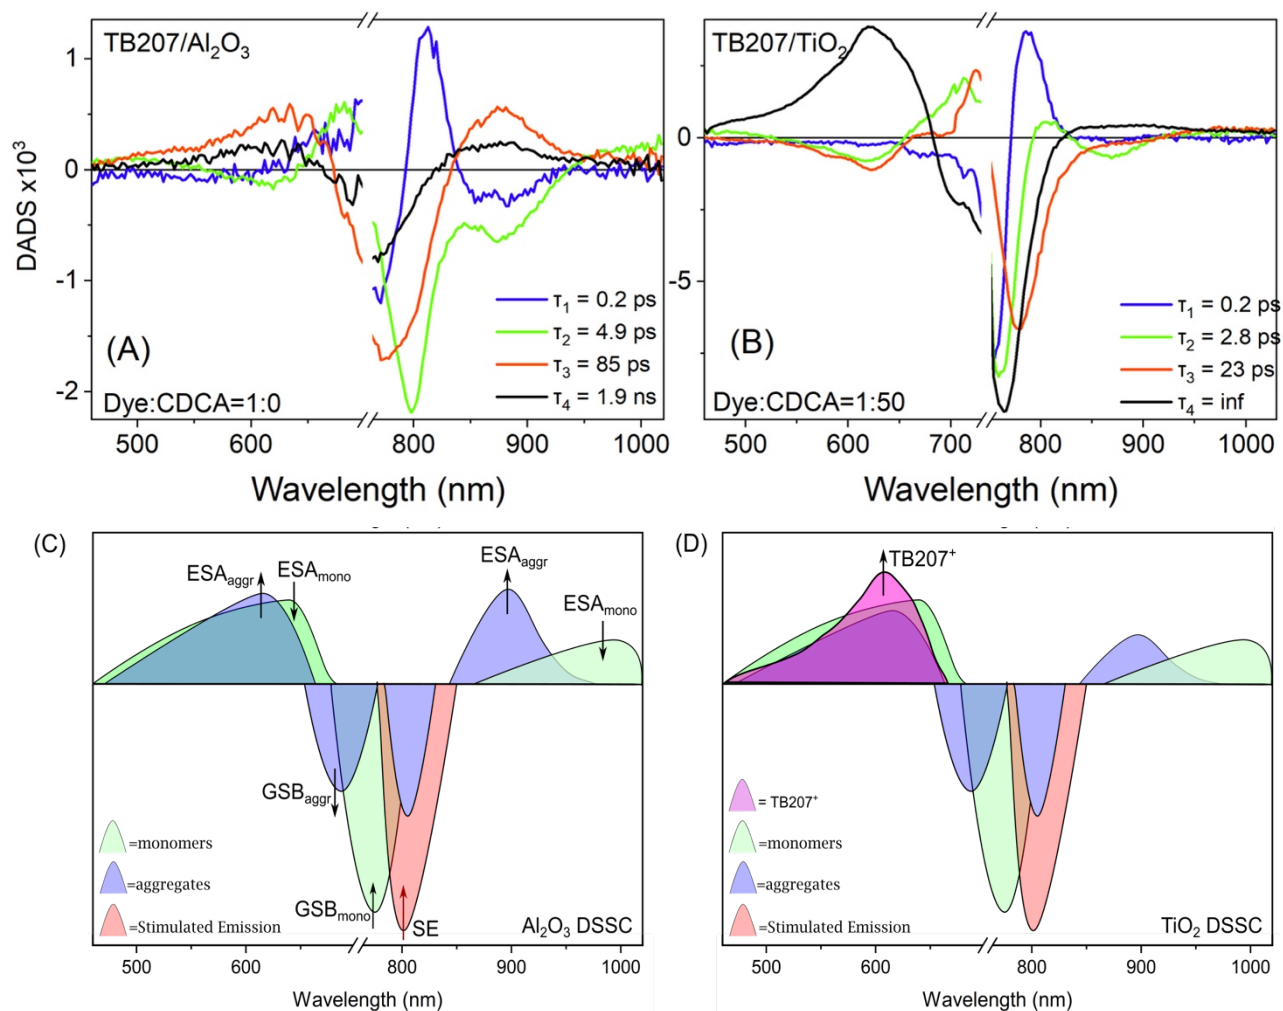 TB207/Al₂O₃
DADS x10³
1
0
-1
-2
τ₁ = 0.2 ps
τ₂ = 4.9 ps
τ₃ = 85 ps
τ₄ = 1.9 ns
(A)
Dye:CDCA=1:0
500
600
800
900
1000
Wavelength (nm)
TB207/TiO₂
0
-5
τ₁ = 0.2 ps
τ₂ = 2.8 ps
τ₃ = 23 ps
τ₄ = inf
(B)
Dye:CDCA=1:50
500
600
700
800
900
1000
Wavelength (nm)
(C)
ESAaggr
ESAmono
ESAaggr
ESAmono
GSBaggr
GSBmono
SE
=monomers
=aggregates
=Stimulated Emission
Al₂O₃ DSSC
500
600
800
900
1000
Wavelength (nm)
(D)
TB207⁺
= TB207⁺
=monomers
=aggregates
=Stimulated Emission
TiO₂ DSSC
500
600
800
900
1000
Wavelength (nm)